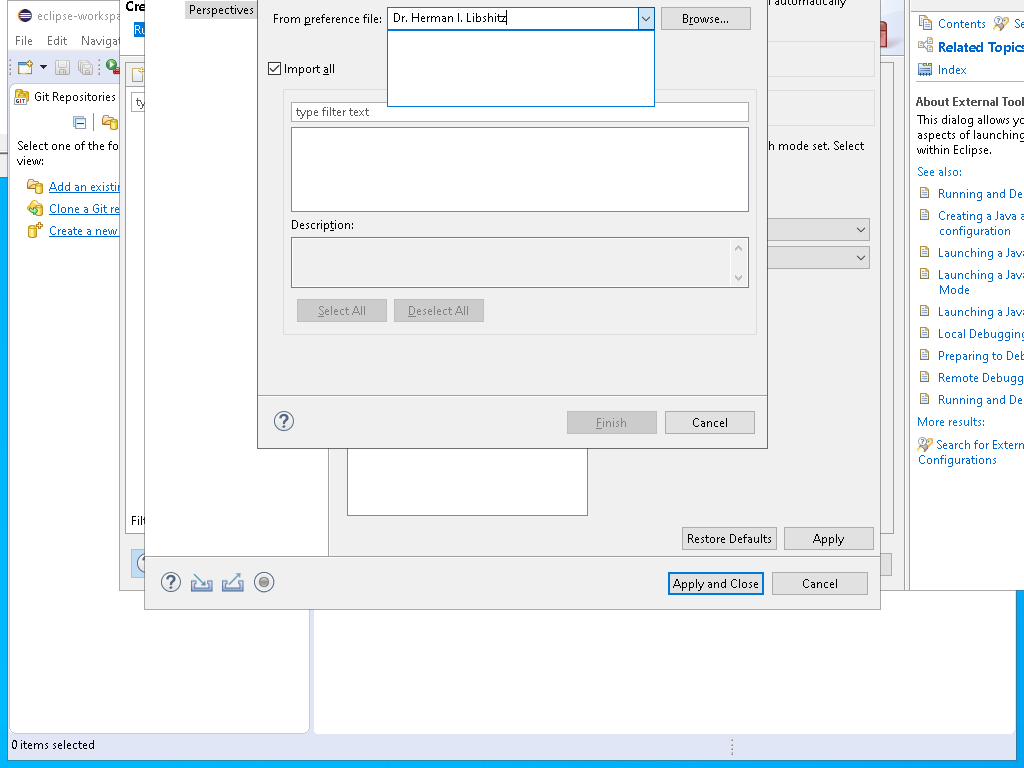 eclipse-workspa
File Edit Navigat
Git Repositories
Select one of the fo
view:
Add an existin
Clone a Git re
Create a new
0 items selected
Cre
Ru
ty
Filt
Perspectives
From preference file: Dr. Herman I. Libshitz
Browse...
Import all
type filter text
Description:
Select All Deselect All
Finish Cancel
automatically
h mode set. Select
Restore Defaults Apply
Apply and Close Cancel
Contents Se
Related Topics
Index
About External Tool
This dialog allows yo
aspects of launching
within Eclipse.
See also:
Running and De
Creating a Java a
configuration
Launching a Java
Launching a Java
Mode
Launching a Java
Local Debugging
Preparing to Deb
Remote Debugg
Running and De
More results:
Search for Extern
Configurations